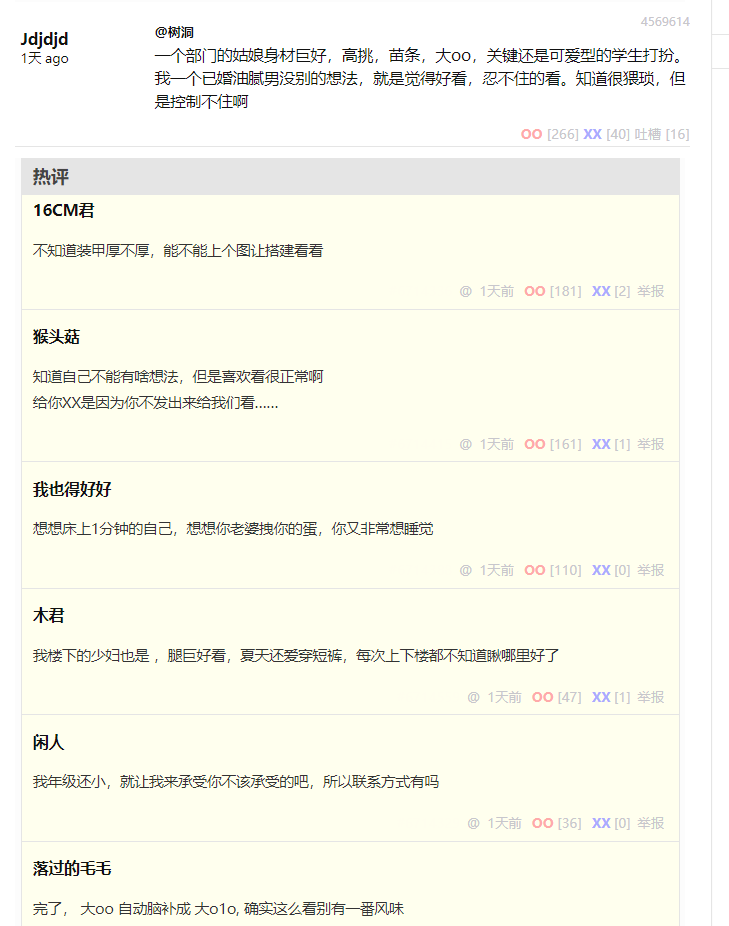 4569614
Jdjdjd
1天 ago
@树洞
一个部门的姑娘身材巨好，高挑，苗条，大oo，关键还是可爱型的学生打扮。
我一个已婚油腻男没别的想法，就是觉得好看，忍不住的看。知道很猥琐，但
是控制不住啊
OO [266] XX [40] 吐槽 [16]
热评
16CM君
不知道装甲厚不厚，能不能上个图让搭建看看
@ 1天前 OO [181] XX [2] 举报
猴头菇
知道自己不能有啥想法，但是喜欢看很正常啊
给你XX是因为你不发出来给我们看......
@ 1天前 OO [161] XX [1] 举报
我也得好好
想想床上1分钟的自己，想想你老婆拽你的蛋，你又非常想睡觉
@ 1天前 OO [110] XX [0] 举报
木君
我楼下的少妇也是 ，腿巨好看，夏天还爱穿短裤，每次上下楼都不知道瞅哪里好了
@ 1天前 OO [47] XX [1] 举报
闲人
我年级还小，就让我来承受你不该承受的吧，所以联系方式有吗
@ 1天前 OO [36] XX [0] 举报
落过的毛毛
完了， 大oo 自动脑补成 大o1o, 确实这么看别有一番风味